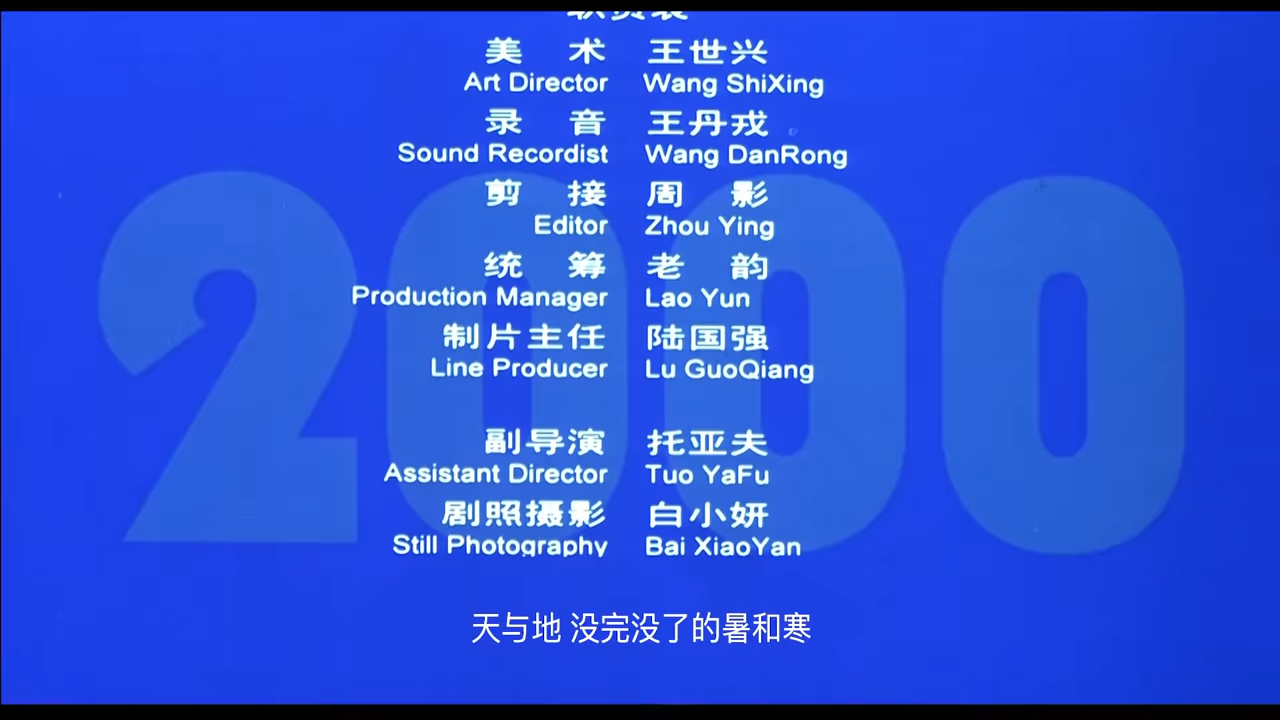 职员表
美 术 王世兴
Art Director Wang ShiXing
录 音 王丹戎
Sound Recordist Wang DanRong
剪 接 周 影
Editor Zhou Ying
统 筹 老 韵
Production Manager Lao Yun
制片主任 陆国强
Line Producer Lu GuoQiang
副导演 托亚夫
Assistant Director Tuo YaFu
剧照摄影 白小妍
Still Photography Bai XiaoYan
2000
天与地 没完没了的暑和寒